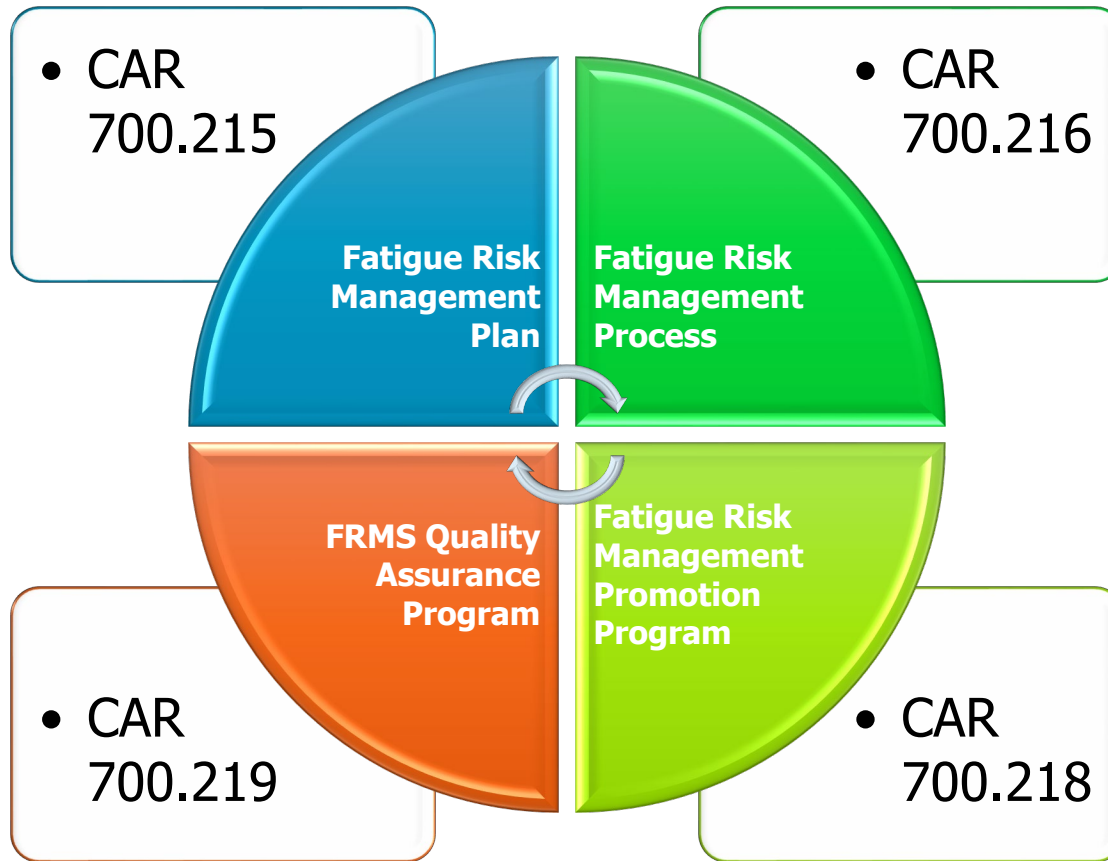 • CAR
700.215
• CAR
700.216
Fatigue Risk
Management
Plan
Fatigue Risk
Management
Process
FRMS Quality
Assurance
Program
Fatigue Risk
Management
Promotion
Program
• CAR
700.219
• CAR
700.218